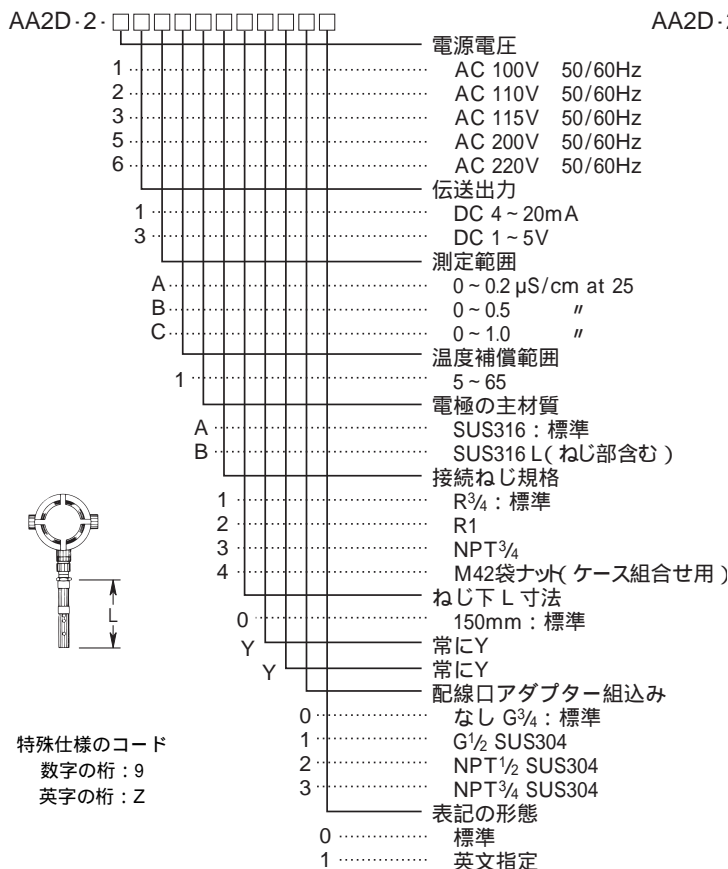 AA2D･2･□□□□□□□□□□□
AA2D･2
電源電圧
1 AC 100V 50/60Hz
2 AC 110V 50/60Hz
3 AC 115V 50/60Hz
5 AC 200V 50/60Hz
6 AC 220V 50/60Hz
伝送出力
1 DC 4~20mA
3 DC 1~5V
測定範囲
A 0~0.2 µS/cm at 25
B 0~0.5 〃
C 0~1.0 〃
温度補償範囲
1 5~65
電極の主材質
A SUS316：標準
B SUS316 L(ねじ部含む)
接続ねじ規格
1 R3/4：標準
2 R1
3 NPT3/4
4 M42袋ナット(ケース組合せ用)
ねじ下 L 寸法
0 150mm：標準
Y 常にY
Y 常にY
配線口アダプター組込み
0 なし G3/4：標準
1 G1/2 SUS304
2 NPT1/2 SUS304
3 NPT3/4 SUS304
表記の形態
0 標準
1 英文指定
L
特殊仕様のコード
数字の桁：9
英字の桁：Z